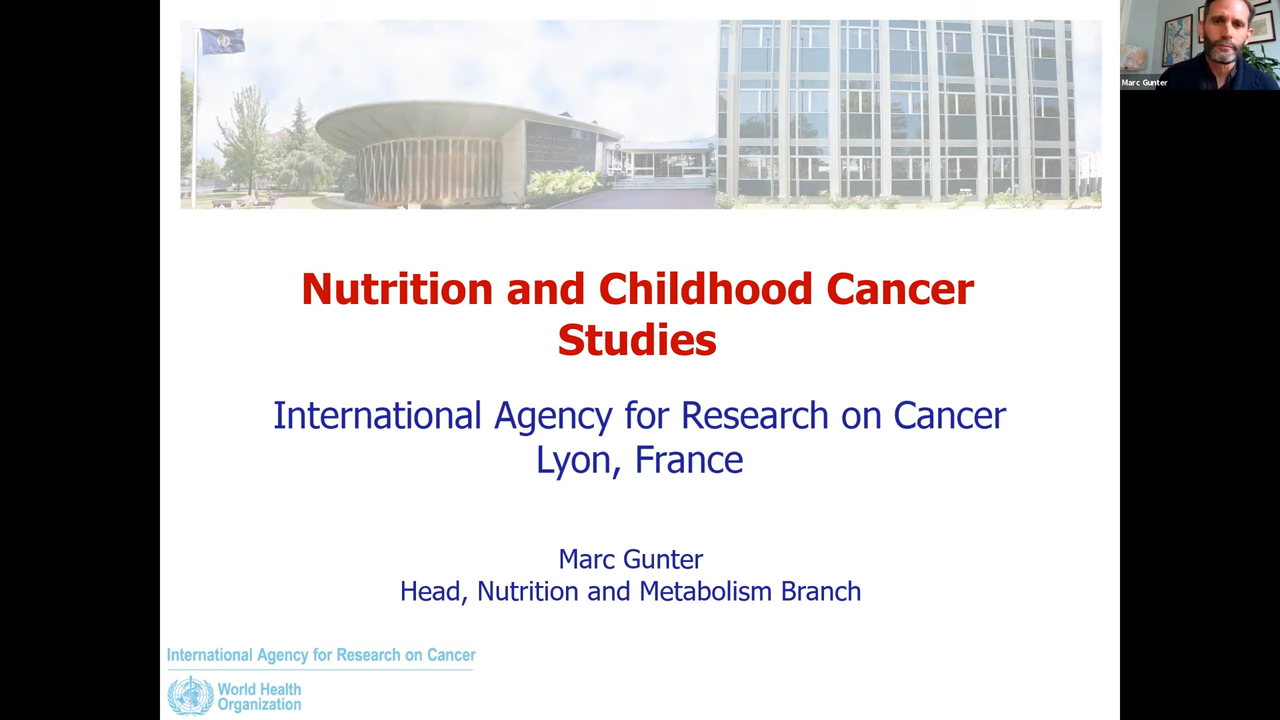 Marc Gunter
Nutrition and Childhood Cancer
Studies
International Agency for Research on Cancer
Lyon, France
Marc Gunter
Head, Nutrition and Metabolism Branch
International Agency for Research on Cancer
World Health
Organization